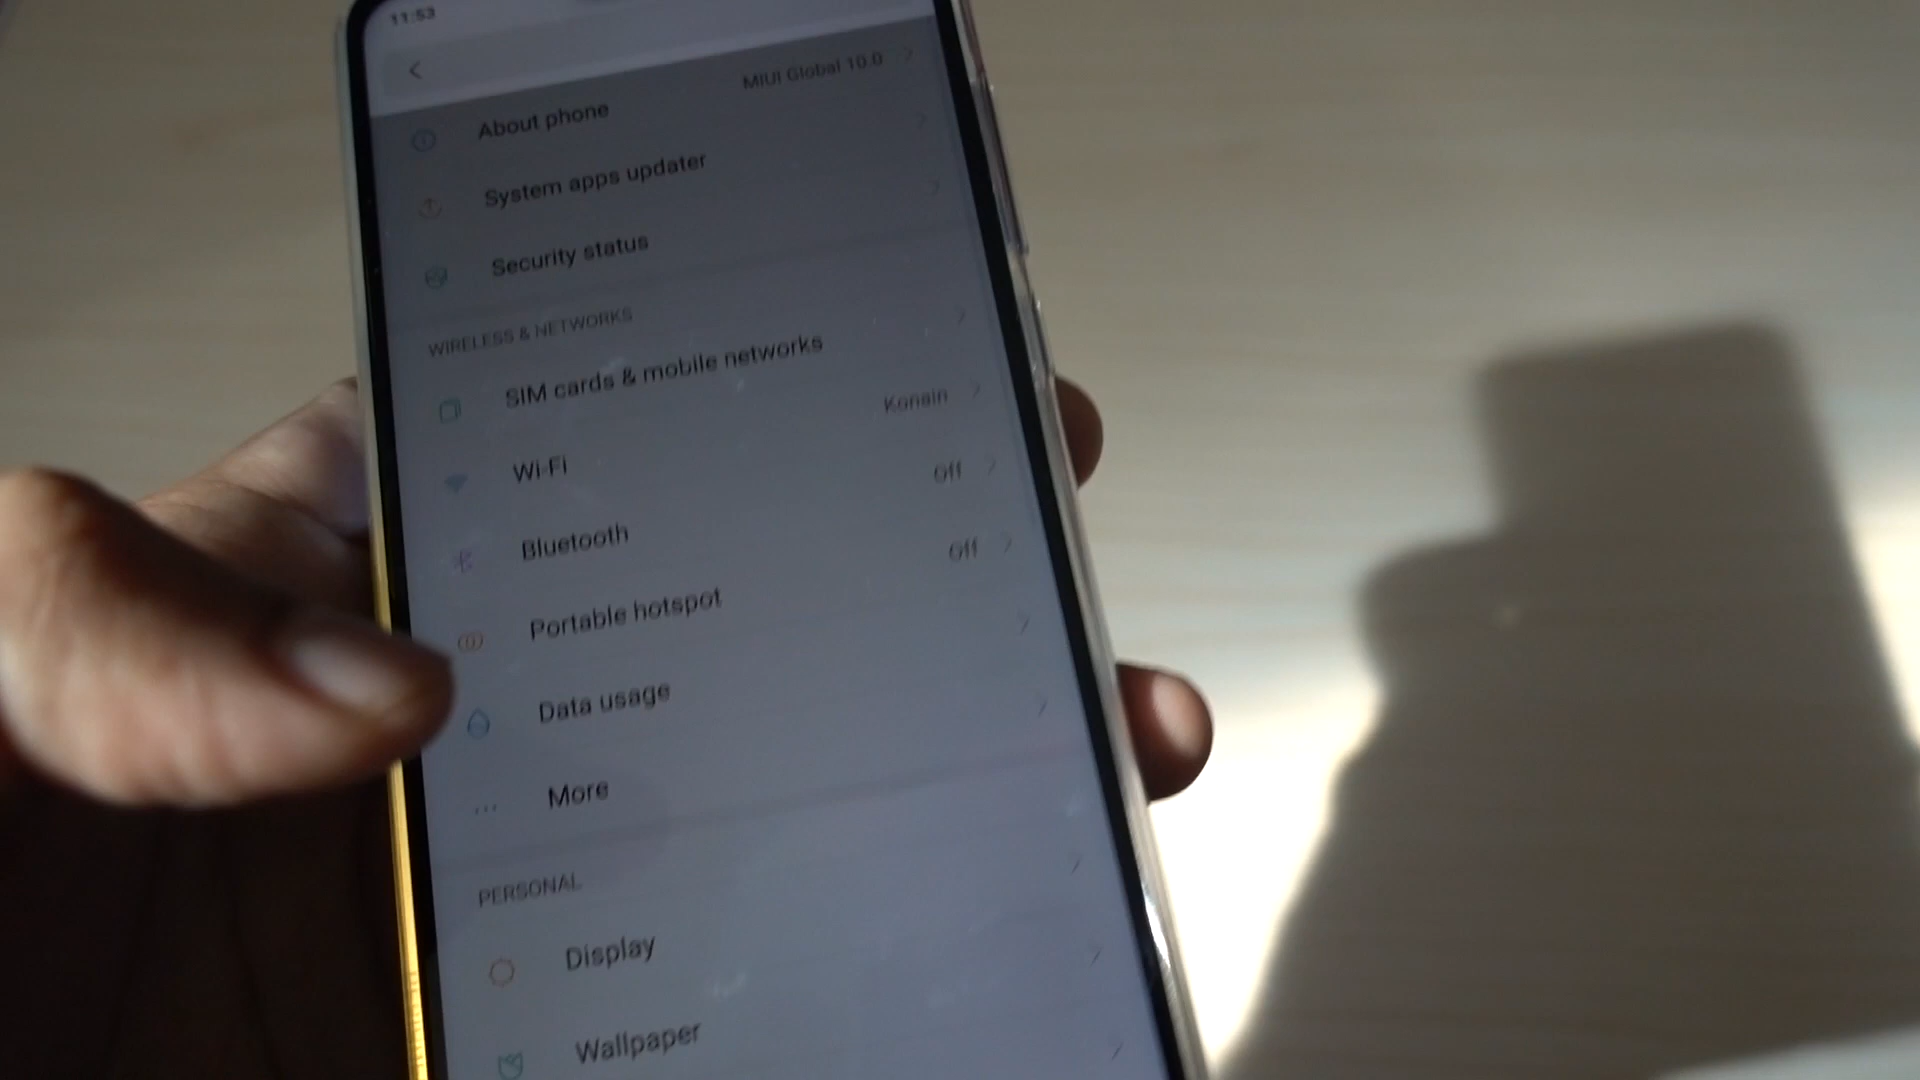 11:53
About phone MIUI Global 10.0
System apps updater
Security status
WIRELESS & NETWORKS
SIM cards & mobile networks
Wi-Fi Konain
Bluetooth Off
Portable hotspot Off
Data usage
More
PERSONAL
Display
Wallpaper